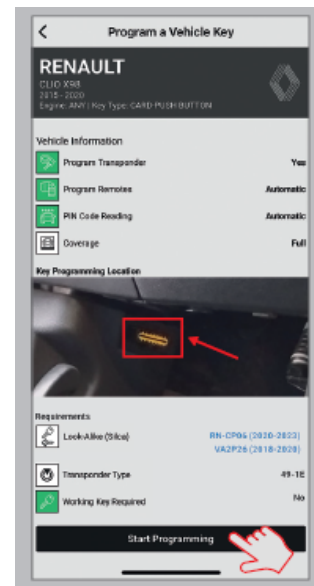 Program a Vehicle Key
RENAULT
CLIO X98
2015 - 2020
Engine: ANY | Key Type: CARD PUSH BUTTON
Vehicle Information
Program Transponder Yes
Program Remotes Automatic
PIN Code Reading Automatic
Coverage Full
Key Programming Location
Requirements
Look-Alike (Silca) RN-CP06 (2020-2023)
VA2P26 (2018-2020)
Transponder Type 49-1E
Working Key Required No
Start Programming